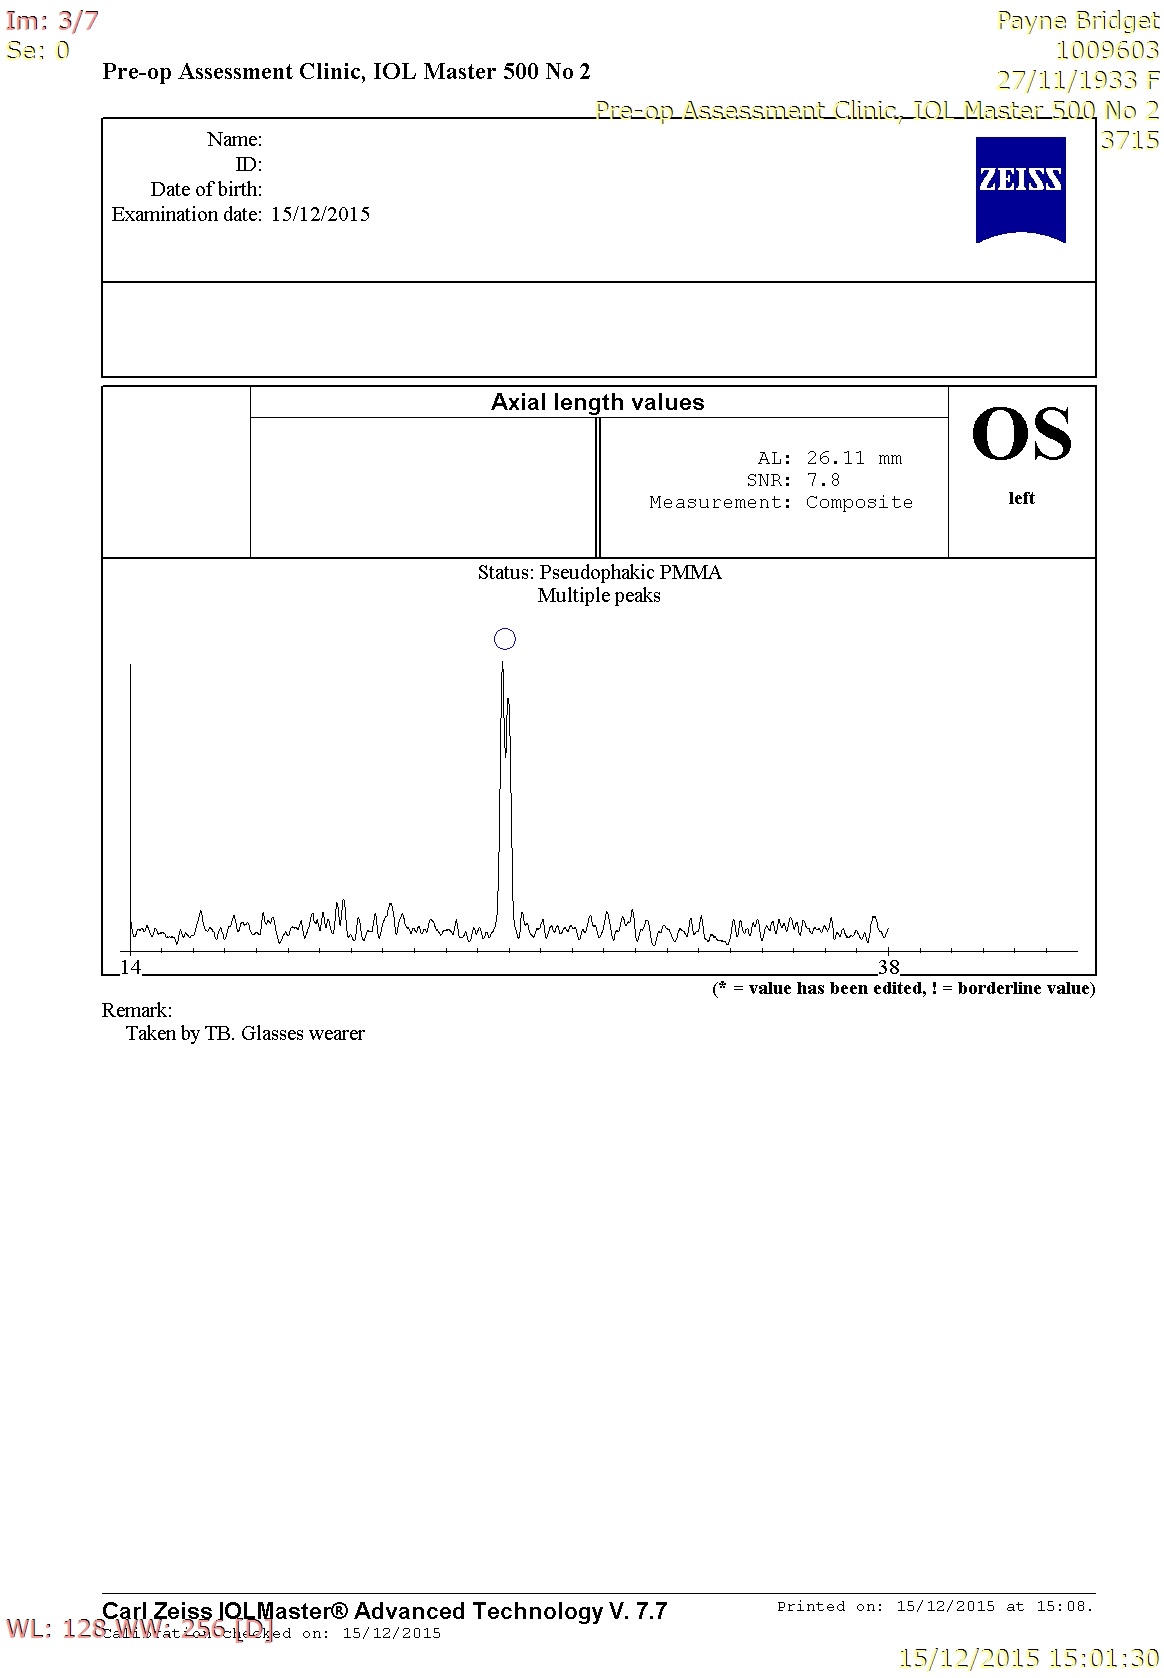 Im: 3/7
Se: 0
Payne Bridget
1009603
27/11/1933 F
Pre-op Assessment Clinic, IOL Master 500 No 2
3715
Pre-op Assessment Clinic, IOL Master 500 No 2
Name:
ID:
Date of birth:
Examination date: 15/12/2015
ZEISS
Axial length values
AL: 26.11 mm
SNR: 7.8
Measurement: Composite
OS
left
Status: Pseudophakic PMMA
Multiple peaks
14 38
(* = value has been edited, ! = borderline value)
Remark:
Taken by TB. Glasses wearer
Carl Zeiss IOLMaster® Advanced Technology V. 7.7
Printed on: 15/12/2015 at 15:08.
Calibration checked on: 15/12/2015
WL: 128 WW: 256 [D]
15/12/2015 15:01:30